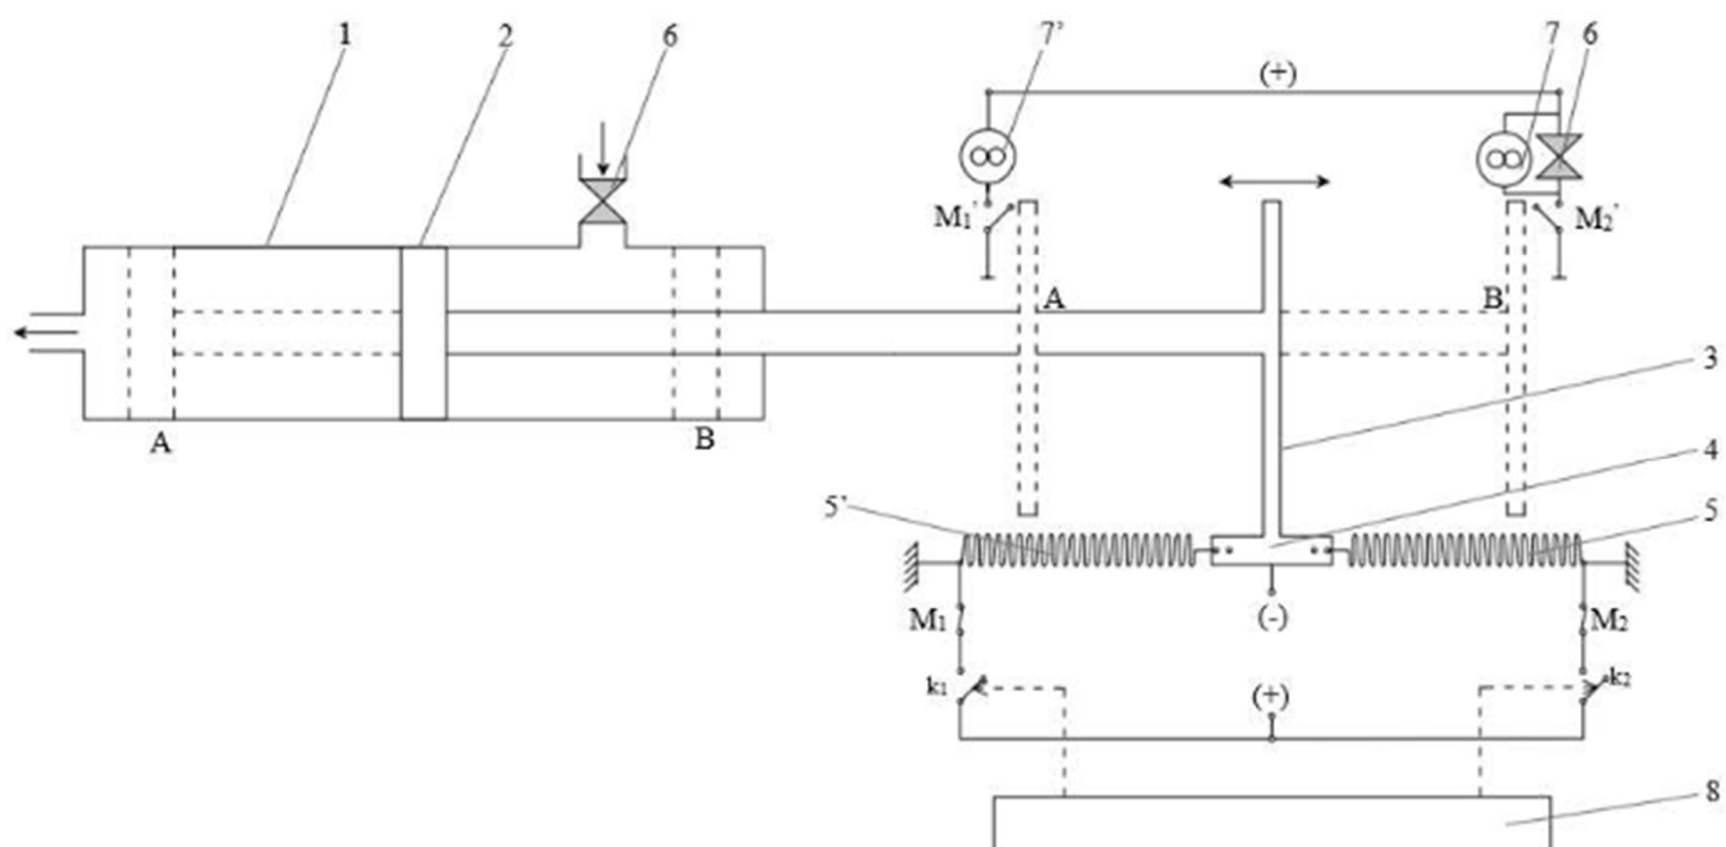 1 2 6 7’ 7 6
(+)
M1’ M2’
A B
3
A B
4
5’ 5
M1 (-) M2
k1 (+) k2
8